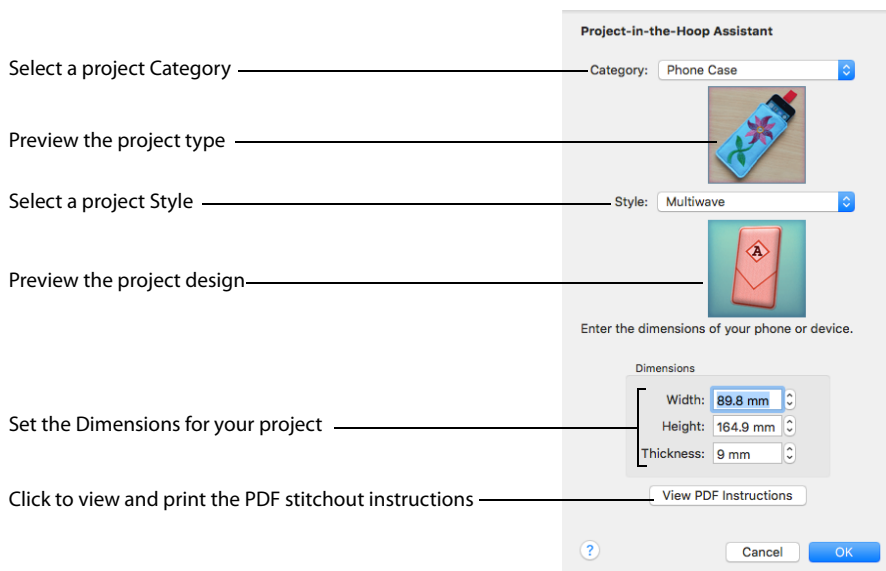 Project-in-the-Hoop Assistant
Select a project Category
Category: Phone Case
Preview the project type
Select a project Style
Style: Multiwave
A
Preview the project design
Enter the dimensions of your phone or device.
Dimensions
Width: 89.8 mm
Set the Dimensions for your project
Height: 164.9 mm
Thickness: 9 mm
Click to view and print the PDF stitchout instructions
View PDF Instructions
? Cancel OK